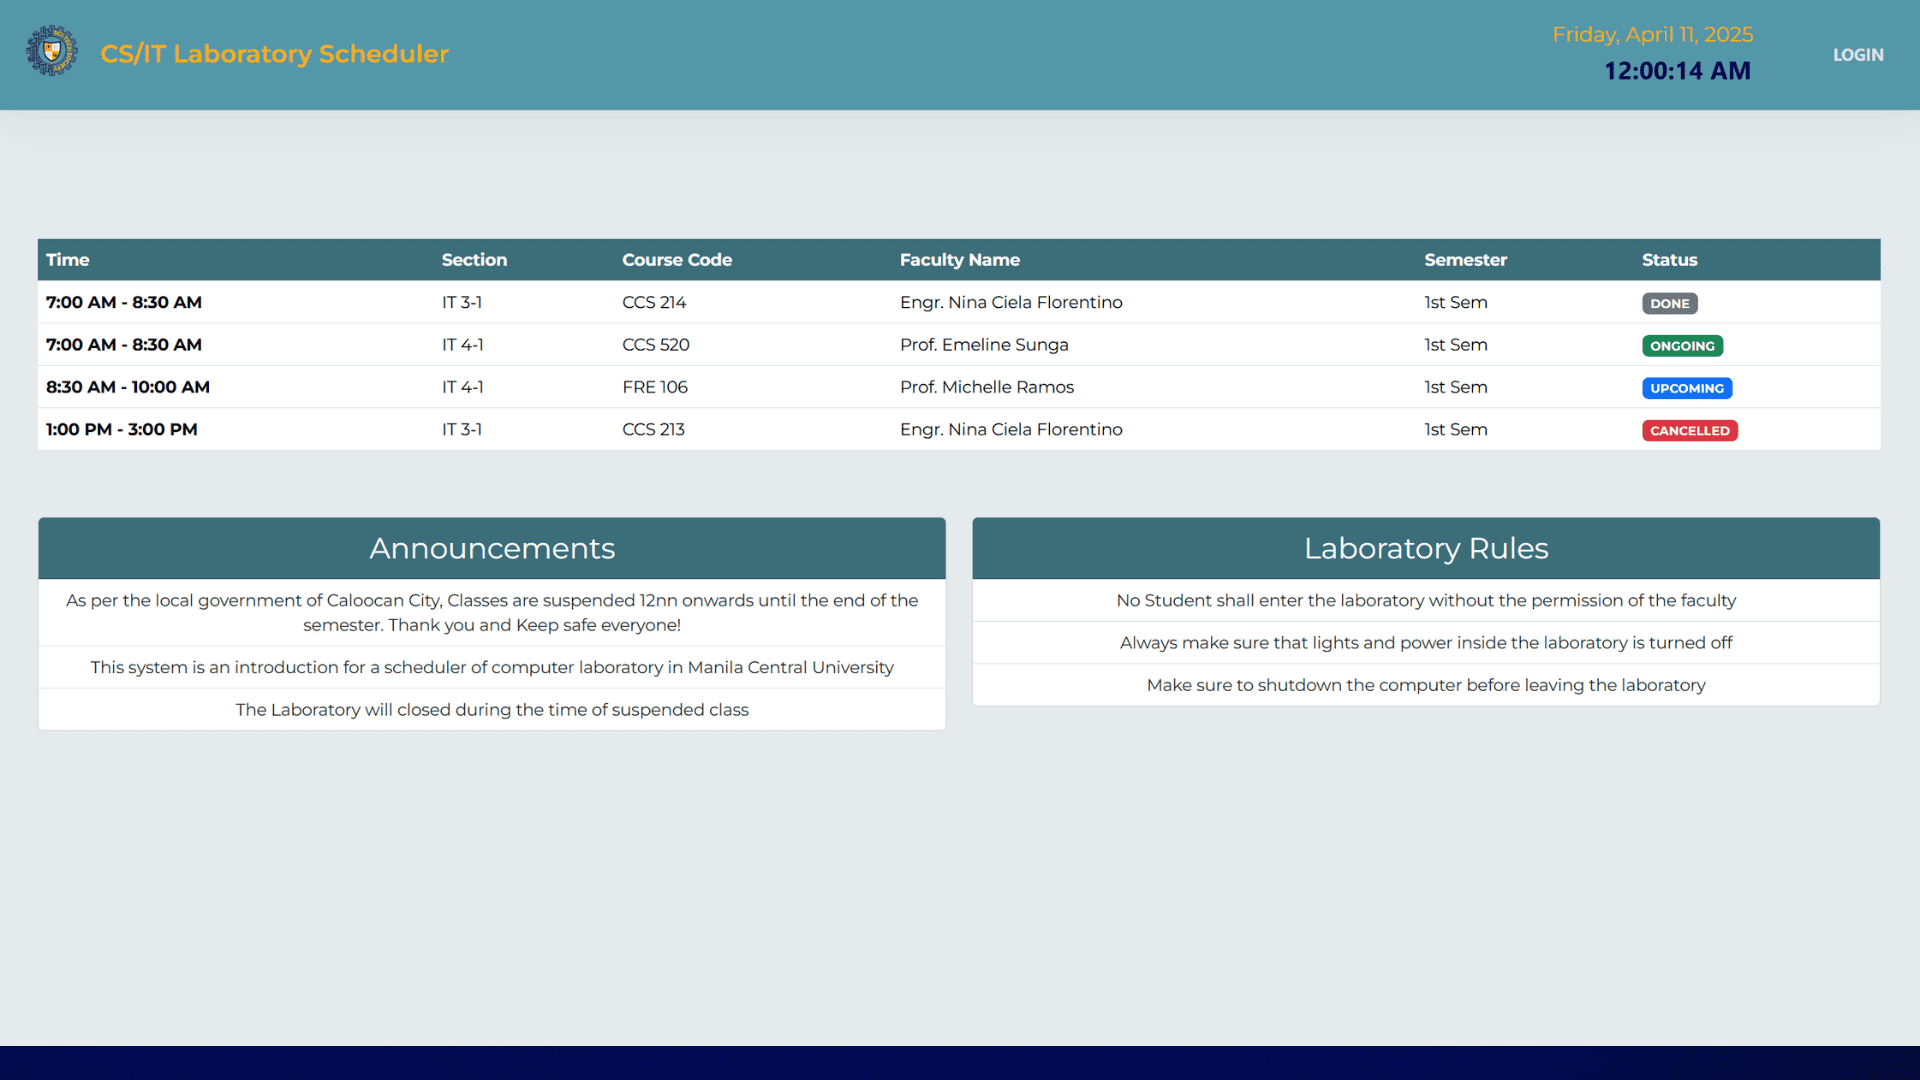 CS/IT Laboratory Scheduler
Friday, April 11, 2025
12:00:14 AM
LOGIN
Time Section Course Code Faculty Name Semester Status
7:00 AM - 8:30 AM IT 3-1 CCS 214 Engr. Nina Ciela Florentino 1st Sem DONE
7:00 AM - 8:30 AM IT 4-1 CCS 520 Prof. Emeline Sunga 1st Sem ONGOING
8:30 AM - 10:00 AM IT 4-1 FRE 106 Prof. Michelle Ramos 1st Sem UPCOMING
1:00 PM - 3:00 PM IT 3-1 CCS 213 Engr. Nina Ciela Florentino 1st Sem CANCELLED
Announcements
As per the local government of Caloocan City, Classes are suspended 12nn onwards until the end of the
semester. Thank you and Keep safe everyone!
This system is an introduction for a scheduler of computer laboratory in Manila Central University
The Laboratory will closed during the time of suspended class
Laboratory Rules
No Student shall enter the laboratory without the permission of the faculty
Always make sure that lights and power inside the laboratory is turned off
Make sure to shutdown the computer before leaving the laboratory